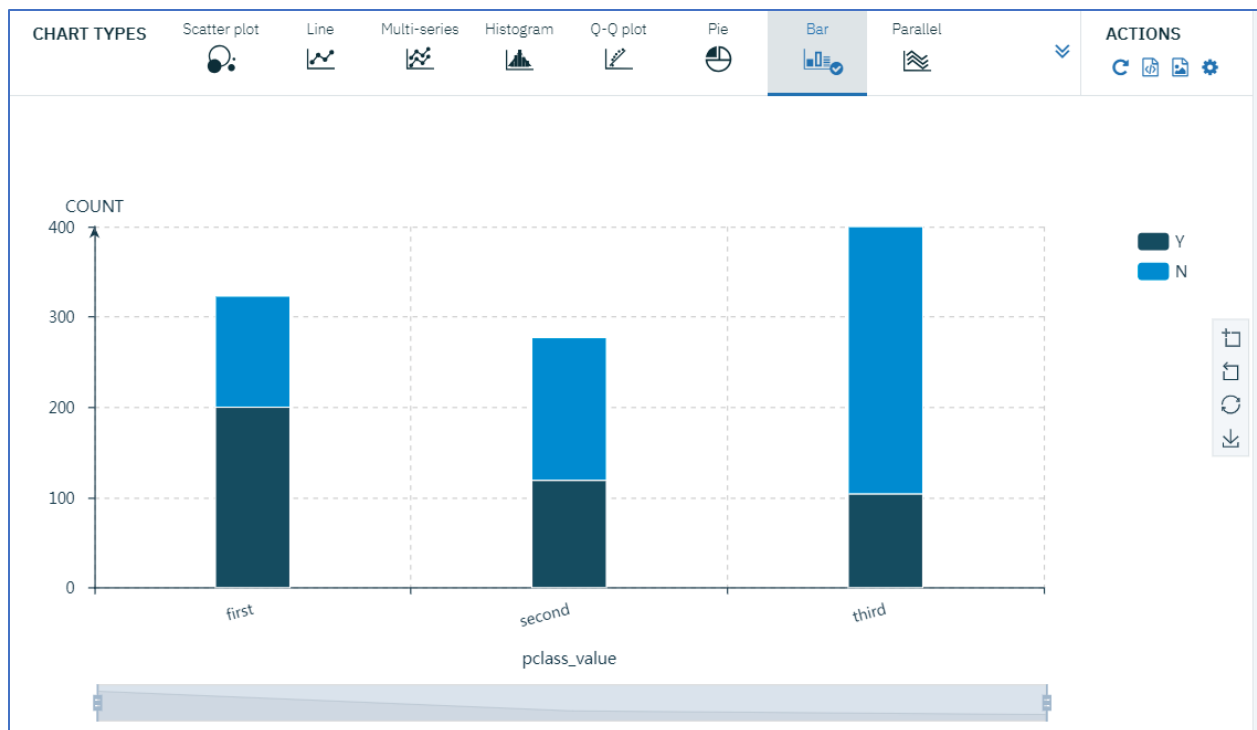 CHART TYPES
Scatter plot
Line
Multi-series
Histogram
Q-Q plot
Pie
Bar
Parallel
ACTIONS
COUNT
400
300
200
100
0
first
second
third
pclass_value
Y
N